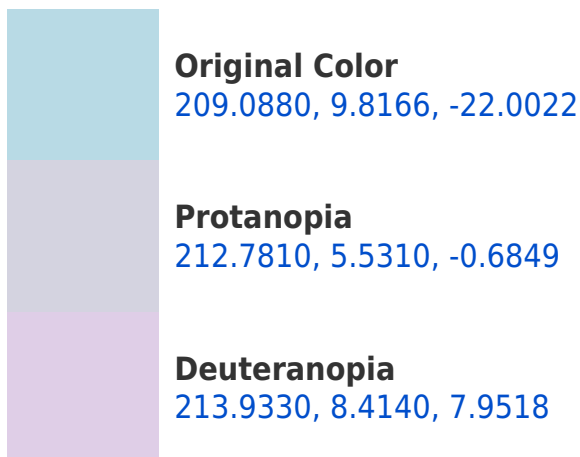 Original Color
209.0880, 9.8166, -22.0022
Protanopia
212.7810, 5.5310, -0.6849
Deuteranopia
213.9330, 8.4140, 7.9518